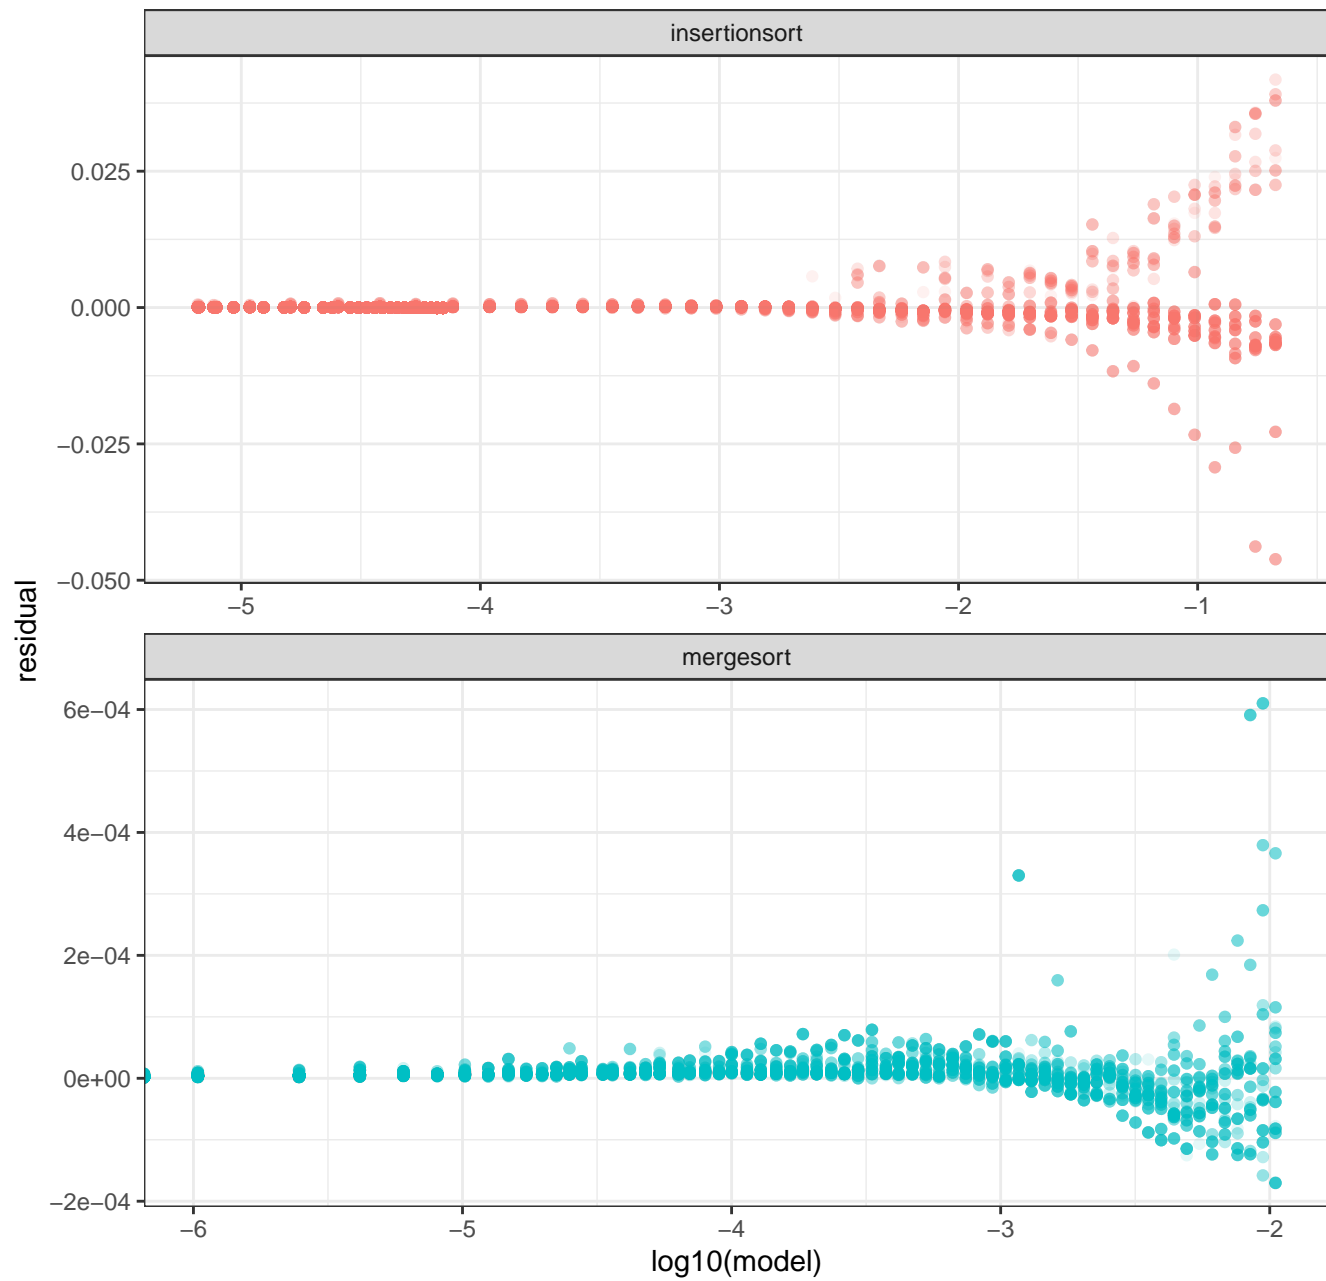 insertionsort
0.025
0.000
−0.025
−0.050
−5 −4 −3 −2 −1
residual
mergesort
6e−04
4e−04
2e−04
0e+00
−2e−04
−6 −5 −4 −3 −2
log10(model)